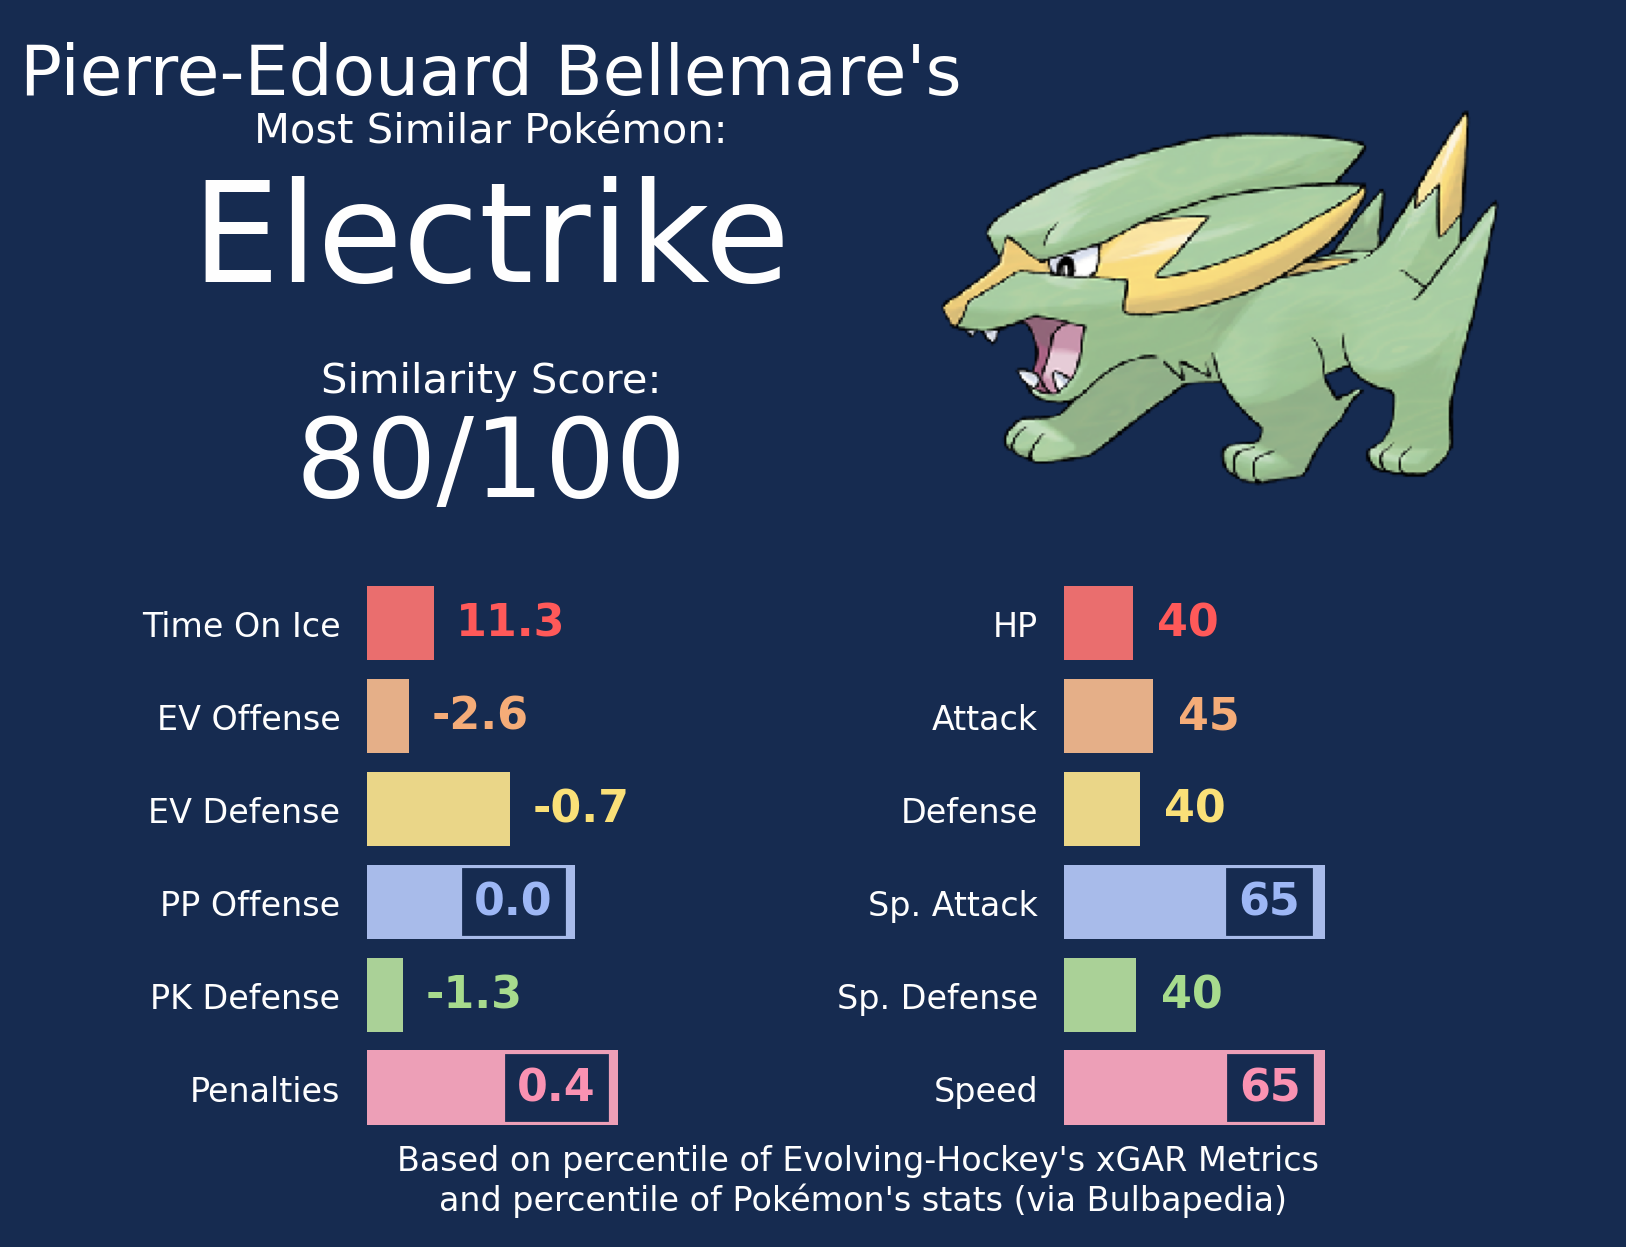 Pierre-Edouard Bellemare's
Most Similar Pokémon:
Electrike
Similarity Score:
80/100
Time On Ice 11.3
EV Offense -2.6
EV Defense -0.7
PP Offense 0.0
PK Defense -1.3
Penalties 0.4
HP 40
Attack 45
Defense 40
Sp. Attack 65
Sp. Defense 40
Speed 65
Based on percentile of Evolving-Hockey's xGAR Metrics
and percentile of Pokémon's stats (via Bulbapedia)